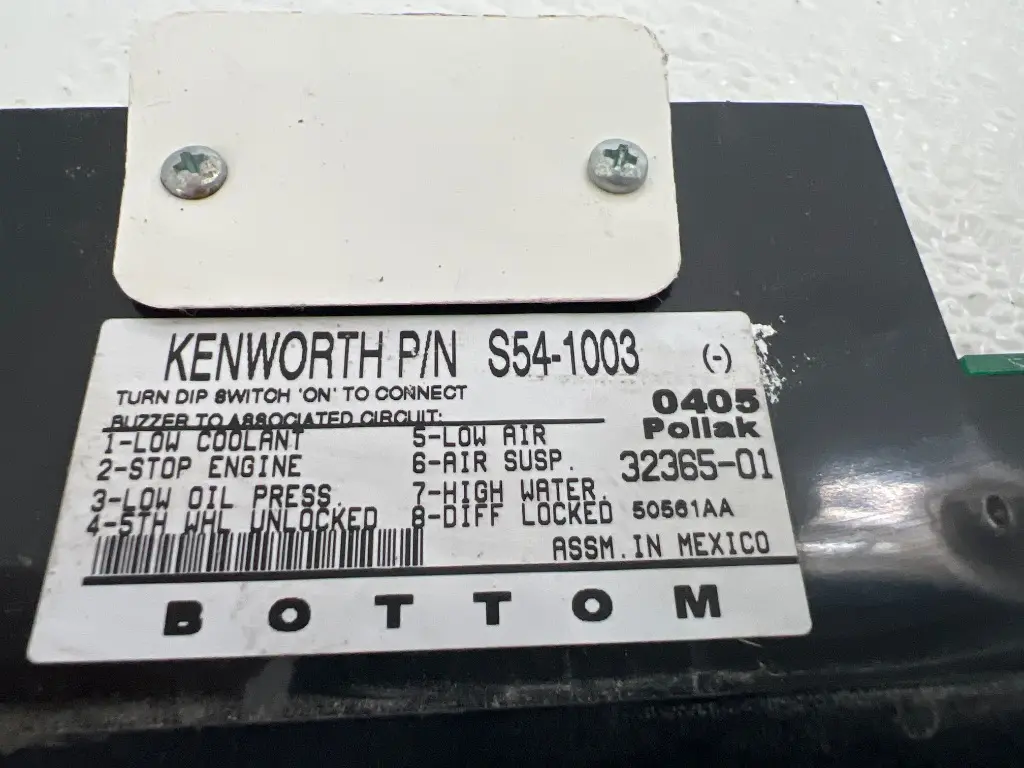 KENWORTH P/N S54-1003 (-)
TURN DIP SWITCH 'ON' TO CONNECT
BUZZER TO ASSOCIATED CIRCUIT:
0405
Pollak
32365-01
50561AA
1-LOW COOLANT
2-STOP ENGINE
3-LOW OIL PRESS.
4-5TH WHL UNLOCKED
5-LOW AIR
6-AIR SUSP.
7-HIGH WATER.
8-DIFF LOCKED
ASSM. IN MEXICO
BOTTOM